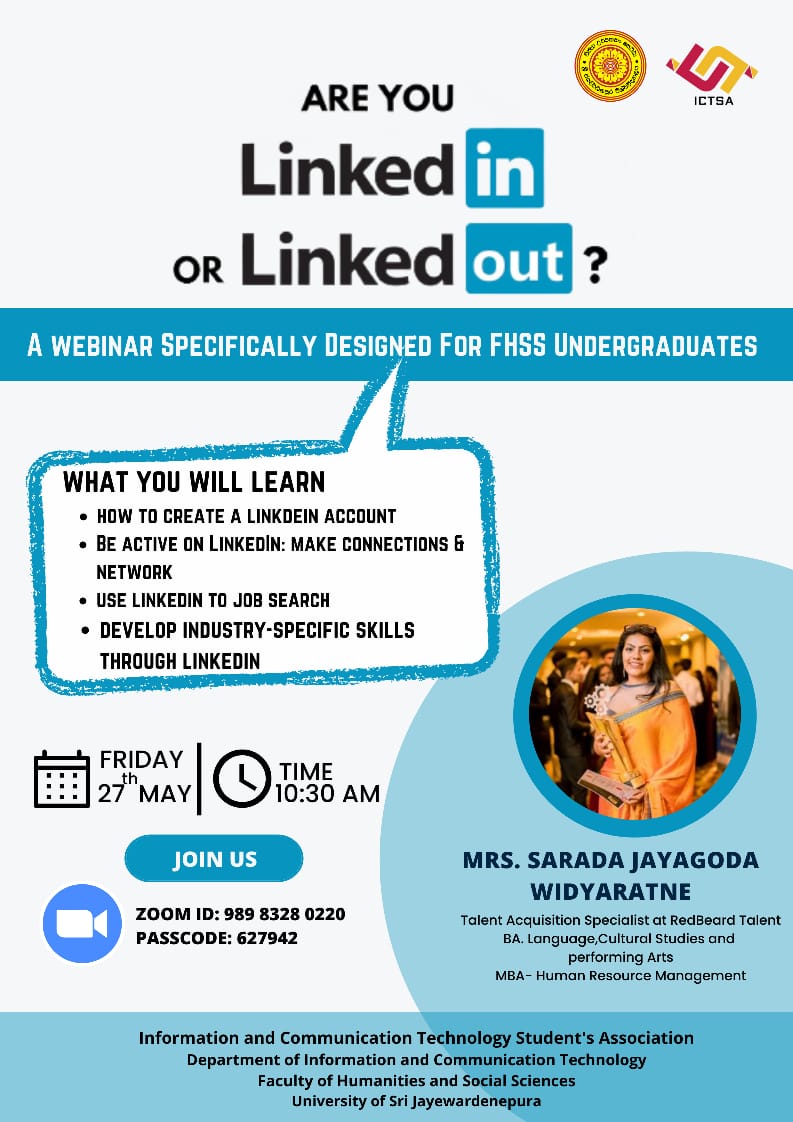 ICTSA
ARE YOU
Linked in
OR Linked out ?
A WEBINAR SPECIFICALLY DESIGNED FOR FHSS UNDERGRADUATES
WHAT YOU WILL LEARN
• HOW TO CREATE A LINKDEIN ACCOUNT
• BE ACTIVE ON LINKEDIN: MAKE CONNECTIONS &
NETWORK
• USE LINKEDIN TO JOB SEARCH
• DEVELOP INDUSTRY-SPECIFIC SKILLS
THROUGH LINKEDIN
FRIDAY
27th MAY
TIME
10:30 AM
JOIN US
ZOOM ID: 989 8328 0220
PASSCODE: 627942
MRS. SARADA JAYAGODA
WIDYARATNE
Talent Acquisition Specialist at RedBeard Talent
BA. Language,Cultural Studies and
performing Arts
MBA- Human Resource Management
Information and Communication Technology Student's Association
Department of Information and Communication Technology
Faculty of Humanities and Social Sciences
University of Sri Jayewardenepura